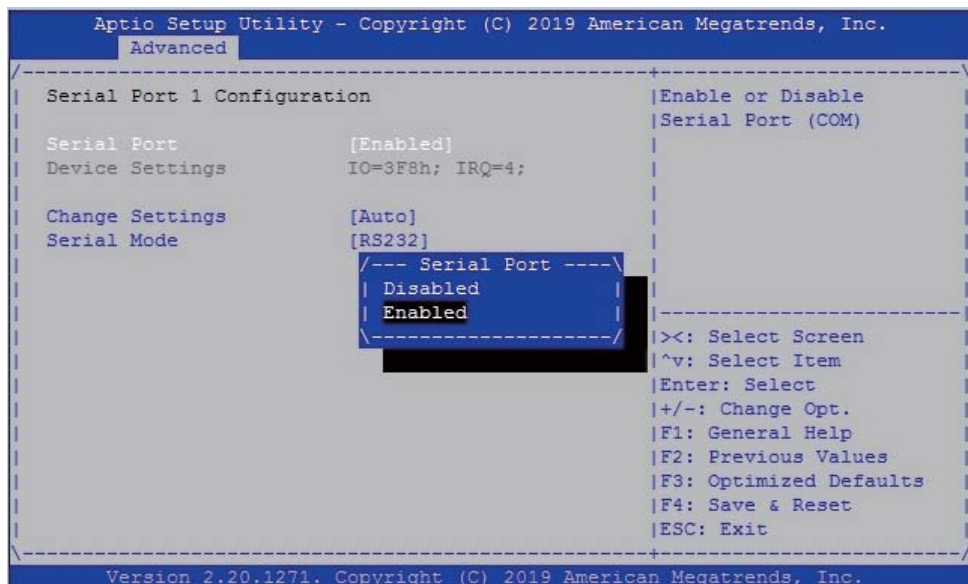 Aptio Setup Utility - Copyright (C) 2019 American Megatrends, Inc.
Advanced
Serial Port 1 Configuration
Serial Port [Enabled]
Device Settings IO=3F8h; IRQ=4;
Change Settings [Auto]
Serial Mode [RS232]
/--- Serial Port ----\
Disabled
Enabled
Enable or Disable
Serial Port (COM)
><: Select Screen
^v: Select Item
Enter: Select
+/-: Change Opt.
F1: General Help
F2: Previous Values
F3: Optimized Defaults
F4: Save & Reset
ESC: Exit
Version 2.20.1271. Copyright (C) 2019 American Megatrends, Inc.